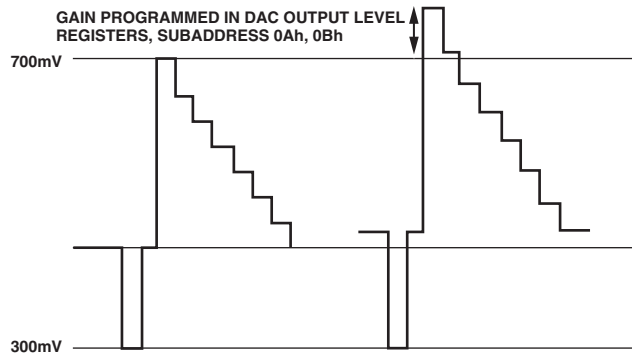 GAIN PROGRAMMED IN DAC OUTPUT LEVEL
REGISTERS, SUBADDRESS 0Ah, 0Bh
700mV
300mV